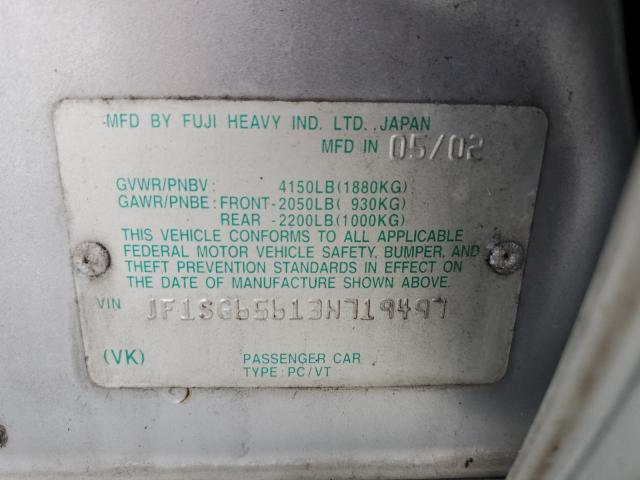 MFD BY FUJI HEAVY IND. LTD. JAPAN
MFD IN 05/02
GVWR/PNBV : 4150LB(1880KG)
GAWR/PNBE : FRONT-2050LB( 930KG)
REAR -2200LB(1000KG)
THIS VEHICLE CONFORMS TO ALL APPLICABLE
FEDERAL MOTOR VEHICLE SAFETY, BUMPER, AND
THEFT PREVENTION STANDARDS IN EFFECT ON
THE DATE OF MANUFACTURE SHOWN ABOVE.
VIN JF1SG65613H719497
(VK) PASSENGER CAR
TYPE : PC/VT